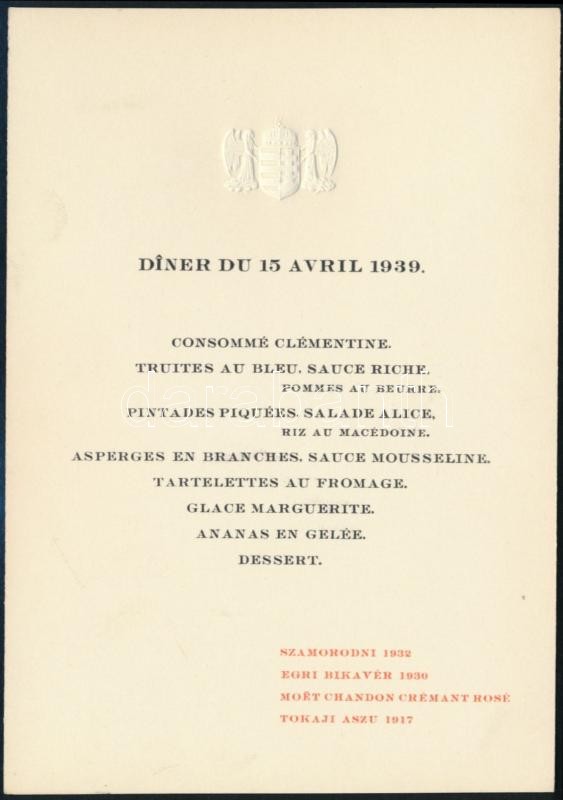 DÎNER DU 15 AVRIL 1939.
CONSOMMÉ CLÉMENTINE.
TRUITES AU BLEU, SAUCE RICHE,
POMMES AU BEURRE.
PINTADES PIQUÉES, SALADE ALICE,
RIZ AU MACÉDOINE.
ASPERGES EN BRANCHES, SAUCE MOUSSELINE.
TARTELETTES AU FROMAGE.
GLACE MARGUERITE.
ANANAS EN GELÉE.
DESSERT.
SZAMORODNI 1932
EGRI BIKAVÉR 1930
MOËT CHANDON CRÉMANT ROSÉ
TOKAJI ASZU 1917